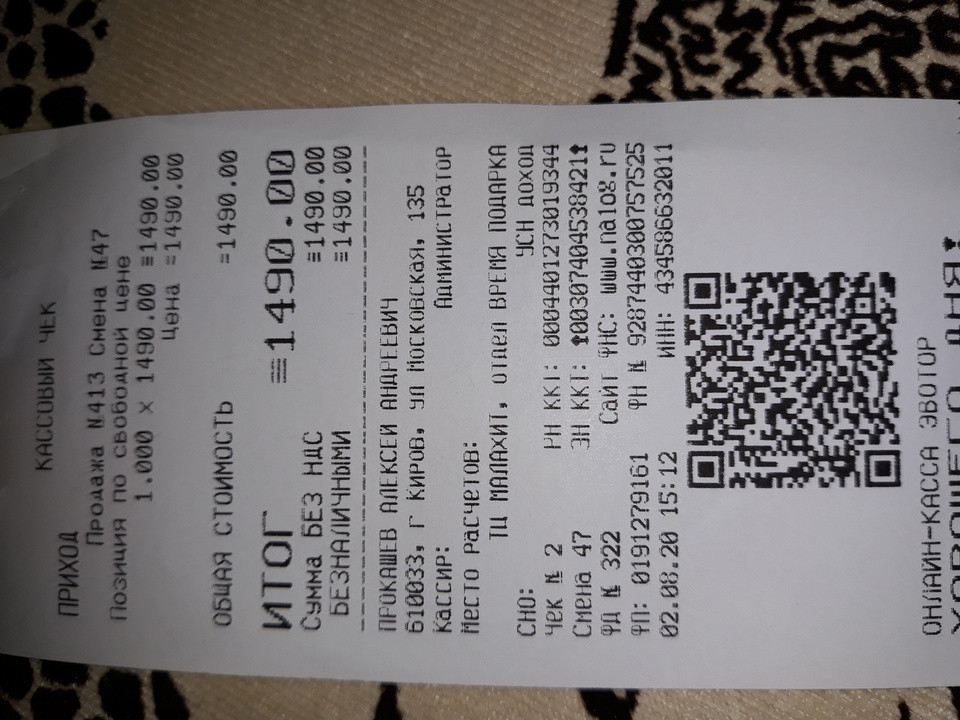 КАССОВЫЙ ЧЕК
ПРИХОД
Продажа №413 Смена №47
Позиция по свободной цене
1.000 x 1490.00 ≡1490.00
Цена =1490.00
ОБЩАЯ СТОИМОСТЬ =1490.00
ИТОГ ≡1490.00
Сумма БЕЗ НДС ≡1490.00
БЕЗНАЛИЧНЫМИ =1490.00
ПРОКАШЕВ АЛЕКСЕЙ АНДРЕЕВИЧ
610033, Г КИРОВ, УЛ МОСКОВСКАЯ, 135
Кассир: Администратор
Место Расчетов:
ТЦ МАЛАХИТ, ОТДЕЛ ВРЕМЯ ПОДАРКА
СНО: УСН ДОХОД
Чек № 2 РН ККТ: 0004401273019344
Смена 47 ЗН ККТ: 00307404538421
ФД № 322 Сайт ФНС: www.nalog.ru
ФП: 0191279161 ФН № 9287440300757525
02.08.20 15:12 ИНН: 434586632011
ОНЛАЙН-КАССА ЭВОТОР
ХОРОШЕГО ДНЯ!